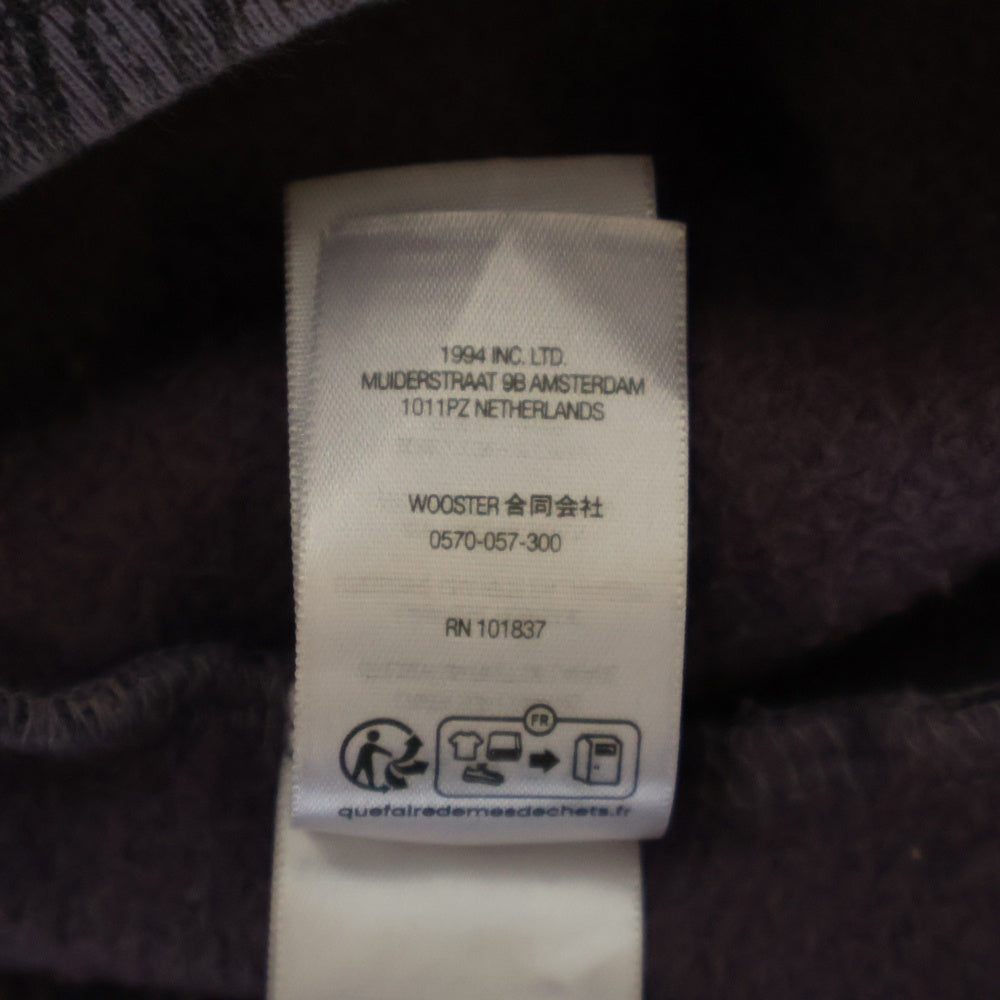 1994 INC. LTD.
MUIDERSTRAAT 9B AMSTERDAM
1011PZ NETHERLANDS
WOOSTER 合同会社
0570-057-300
RN 101837
FR
quefairedemesdechets.fr